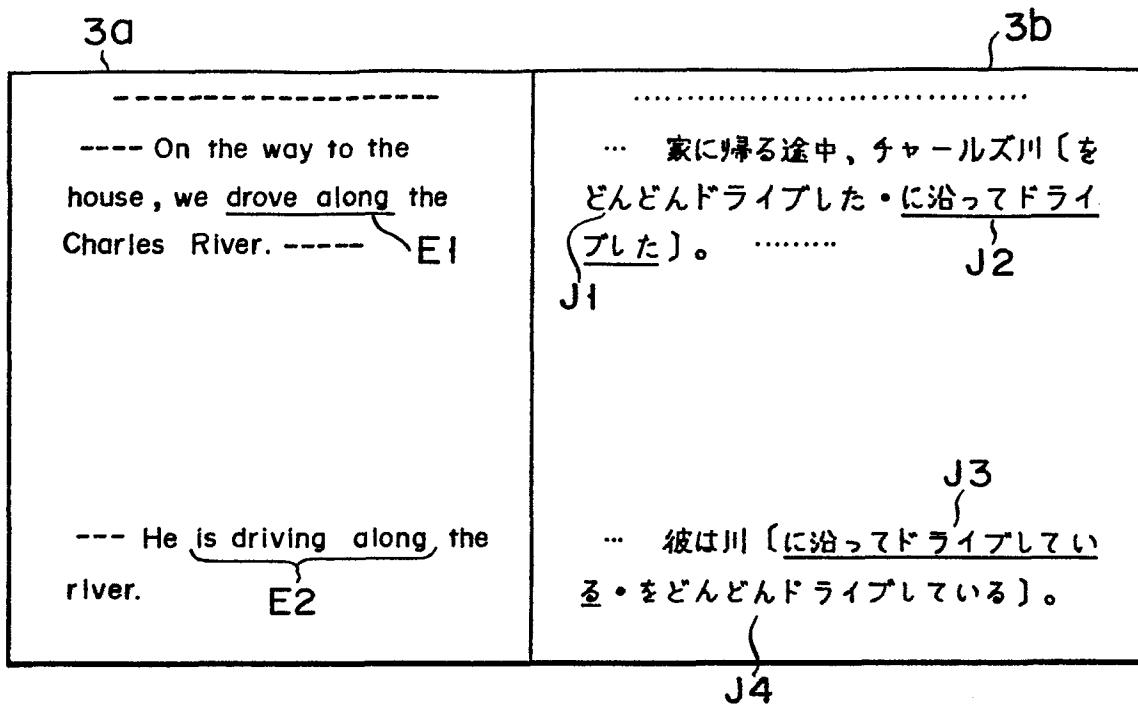 3a
3b
---- On the way to the
house, we drove along the
Charles River. -----
E1
--- He is driving along the
river.
E2
… 家に帰る途中、チャールズ川〔を
どんどんドライブした・に沿ってドライ
ブした〕。 ………
J1
J2
J3
… 彼は川〔に沿ってドライブしてい
る・をどんどんドライブしている〕。
J4